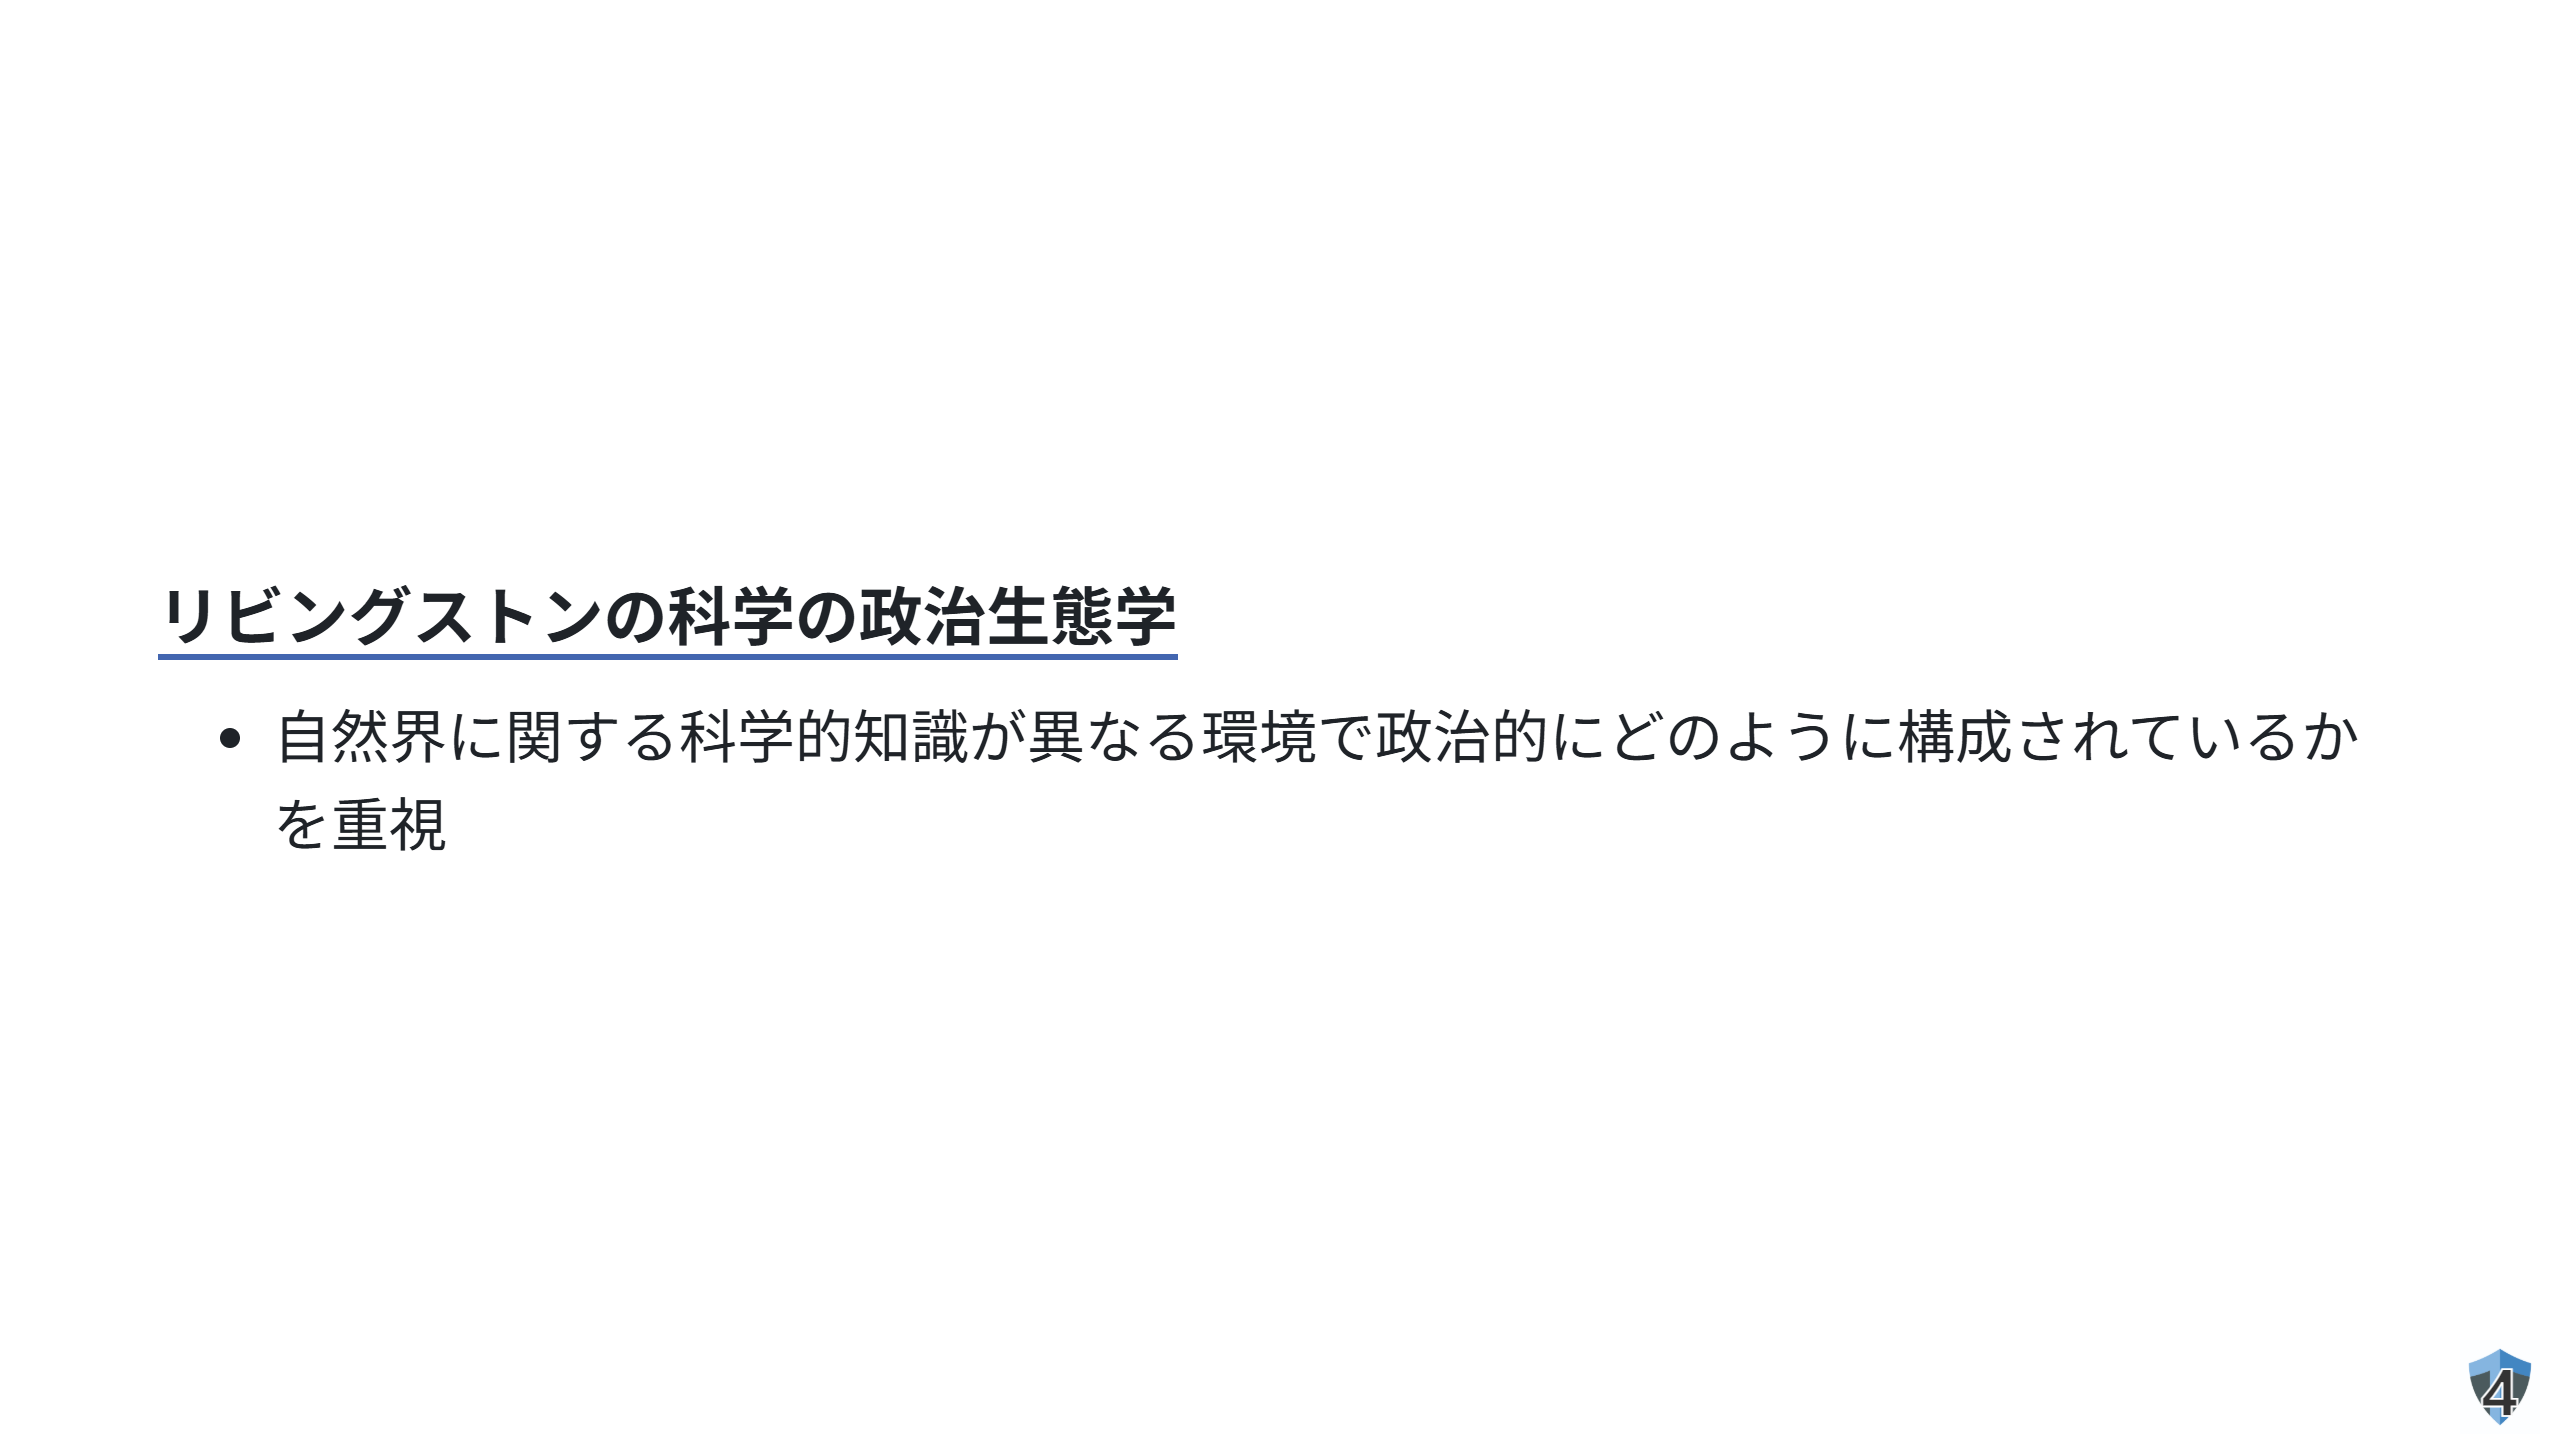 リビングストンの科学の政治生態学
• 自然界に関する科学的知識が異なる環境で政治的にどのように構成されているか
を重視
4